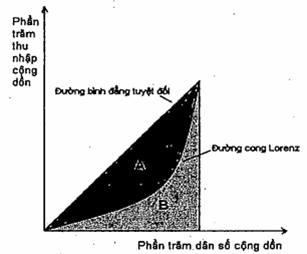 Phần
trăm
thu
nhập
cộng
dồn
Đường bình đẳng tuyệt đối
Đường cong Lorenz
A
B
Phần trăm dân số cộng dồn